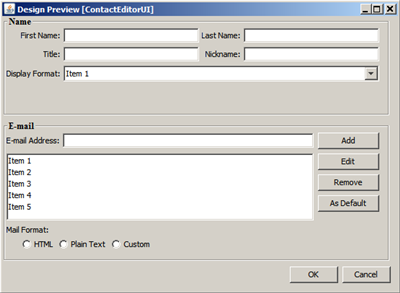 Design Preview [ContactEditorUI]
Name
First Name: Last Name:
Title: Nickname:
Display Format: Item 1
E-mail
E-mail Address: Add
Item 1
Item 2
Item 3
Item 4
Item 5
Edit
Remove
As Default
Mail Format:
HTML Plain Text Custom
OK Cancel